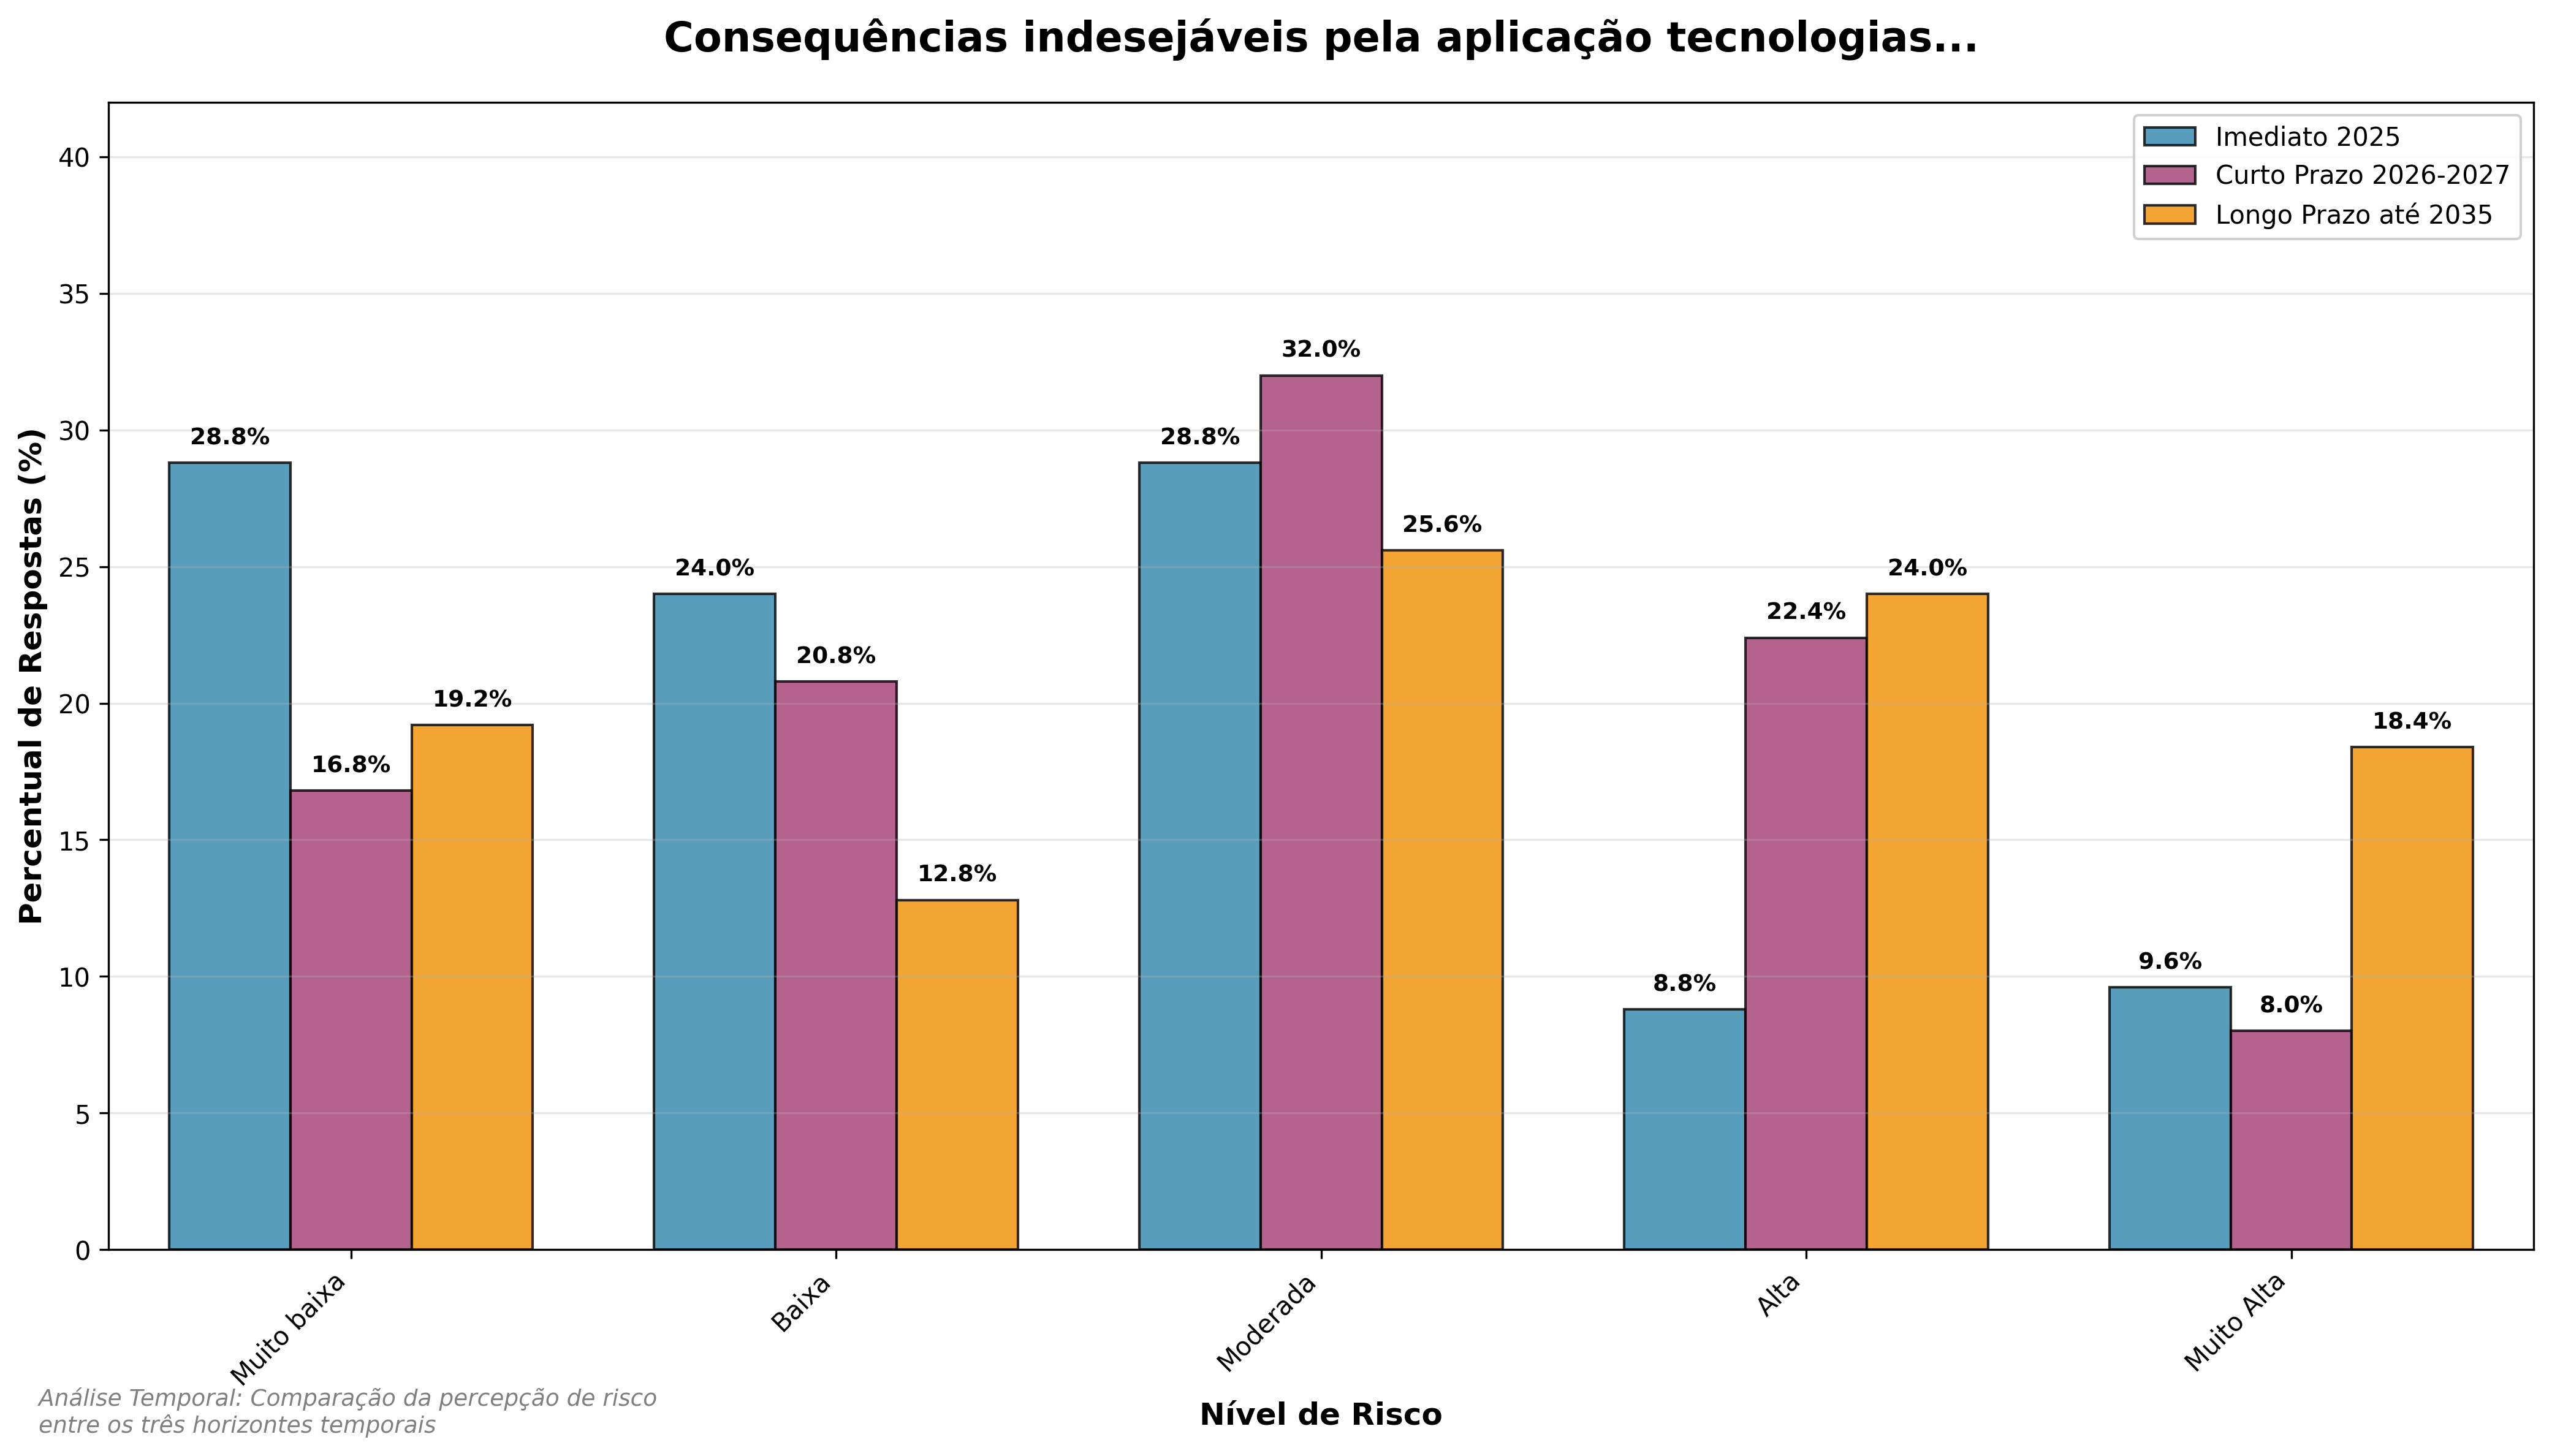 Consequências indesejáveis pela aplicação tecnologias...
Imediato 2025
Curto Prazo 2026-2027
Longo Prazo até 2035
Percentual de Respostas (%)
40
35
30
25
20
15
10
5
0
28.8%
16.8%
19.2%
24.0%
20.8%
12.8%
28.8%
32.0%
25.6%
8.8%
22.4%
24.0%
9.6%
8.0%
18.4%
Muito baixa
Baixa
Moderada
Alta
Muito Alta
Nível de Risco
Análise Temporal: Comparação da percepção de risco
entre os três horizontes temporais